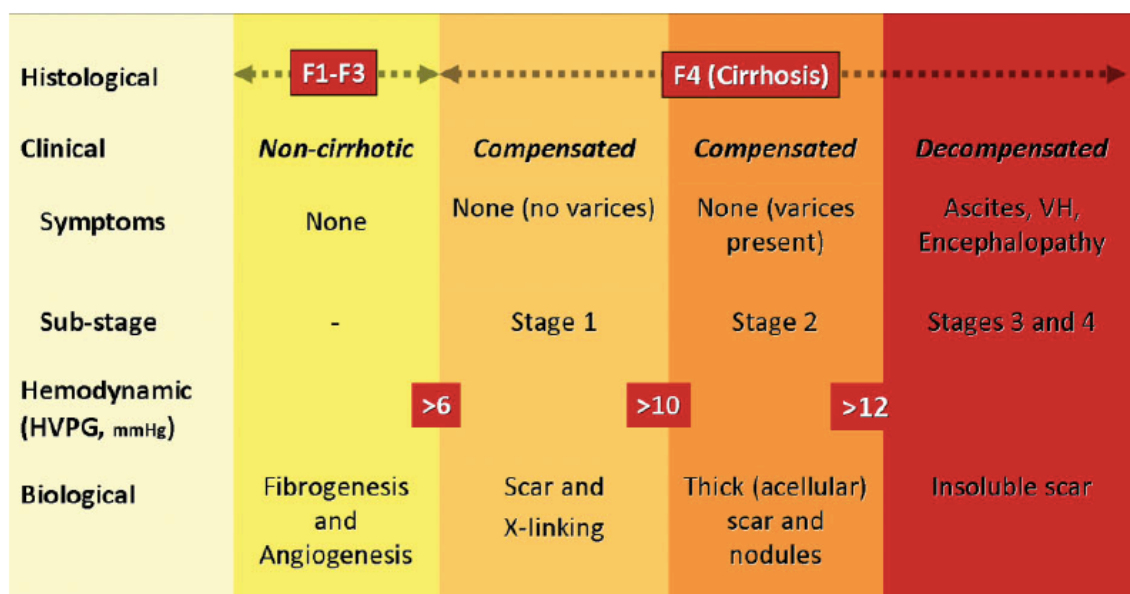 Histological
F1-F3
F4 (Cirrhosis)
Clinical
Non-cirrhotic
Compensated
Compensated
Decompensated
Symptoms
None
None (no varices)
None (varices
present)
Ascites, VH,
Encephalopathy
Sub-stage
-
Stage 1
Stage 2
Stages 3 and 4
Hemodynamic
(HVPG, mmHg)
>6
>10
>12
Biological
Fibrogenesis
and
Angiogenesis
Scar and
X-linking
Thick (acellular)
scar and
nodules
Insoluble scar